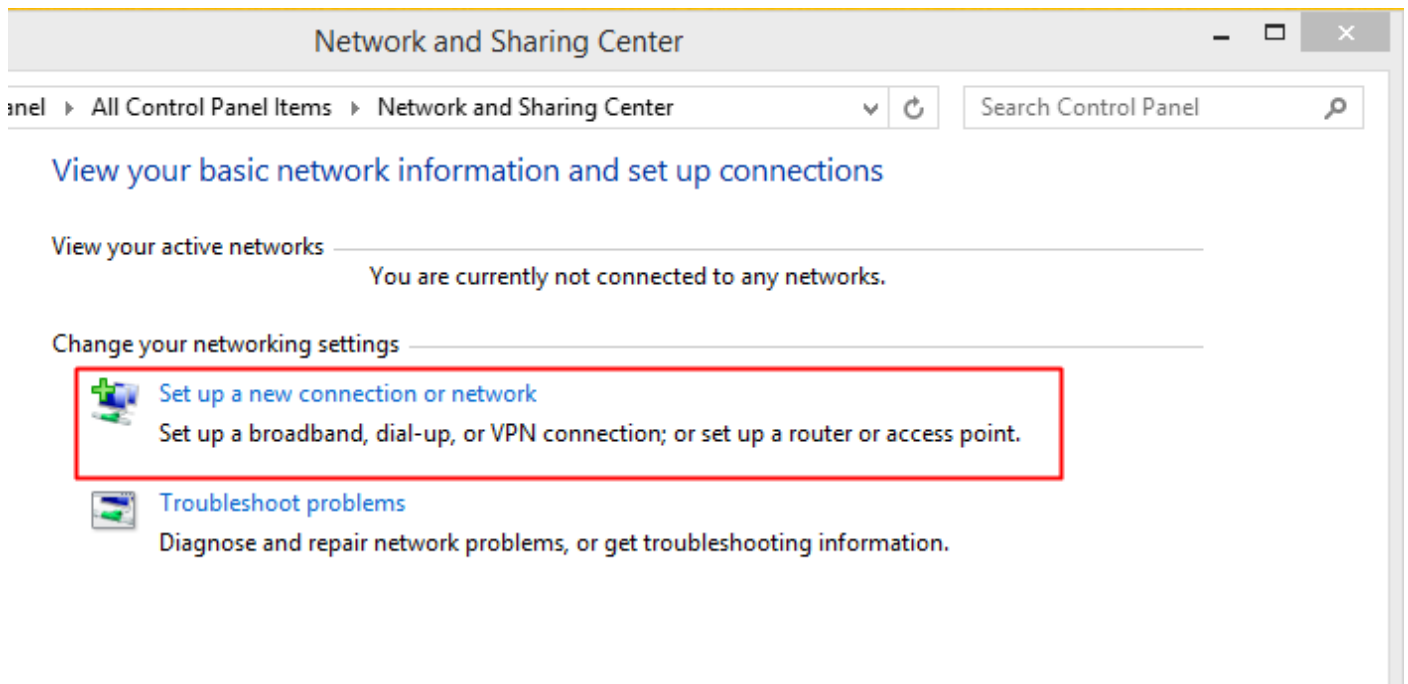 Network and Sharing Center
anel ▸ All Control Panel Items ▸ Network and Sharing Center
Search Control Panel
View your basic network information and set up connections
View your active networks
You are currently not connected to any networks.
Change your networking settings
Set up a new connection or network
Set up a broadband, dial-up, or VPN connection; or set up a router or access point.
Troubleshoot problems
Diagnose and repair network problems, or get troubleshooting information.